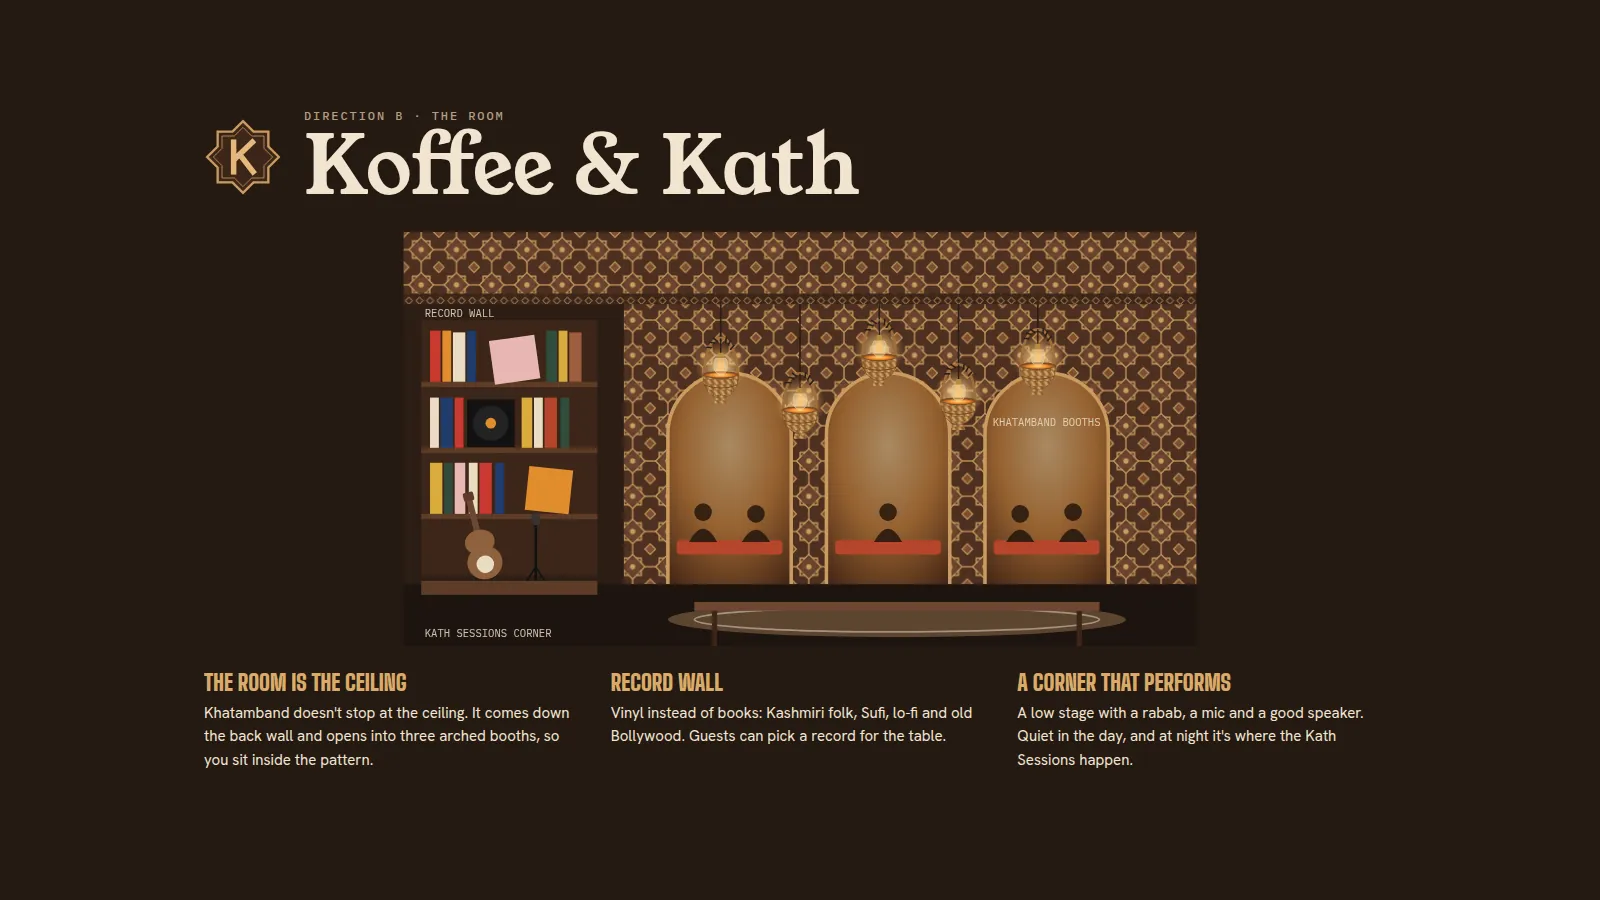 DIRECTION B · THE ROOM
K
Koffee & Kath
RECORD WALL
KHATAMBAND BOOTHS
KATH SESSIONS CORNER
THE ROOM IS THE CEILING
Khatamband doesn't stop at the ceiling. It comes down
the back wall and opens into three arched booths, so
you sit inside the pattern.
RECORD WALL
Vinyl instead of books: Kashmiri folk, Sufi, lo-fi and old
Bollywood. Guests can pick a record for the table.
A CORNER THAT PERFORMS
A low stage with a rabab, a mic and a good speaker.
Quiet in the day, and at night it's where the Kath
Sessions happen.